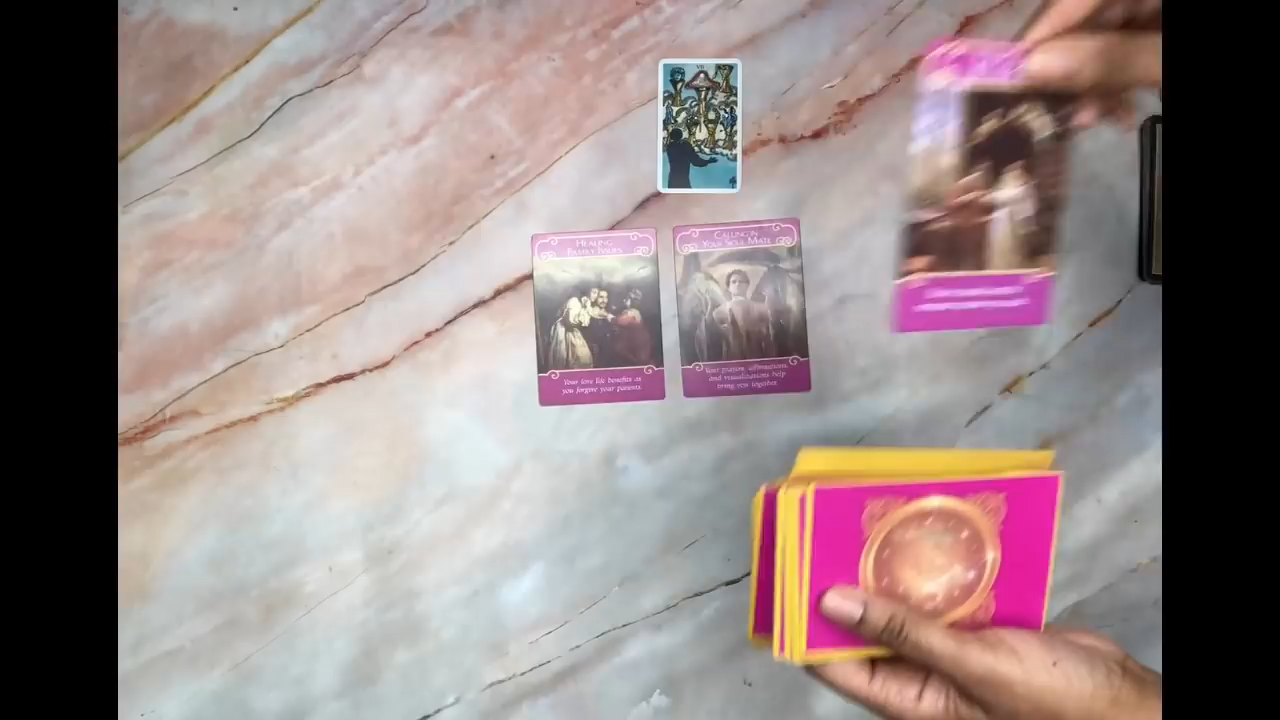 VII
HEALING
FAMILY ISSUES
CALLING IN
YOUR SOUL MATE
Your love life benefits as
you forgive your parents.
Your prayers, affirmations,
and visualizations help
bring you together.